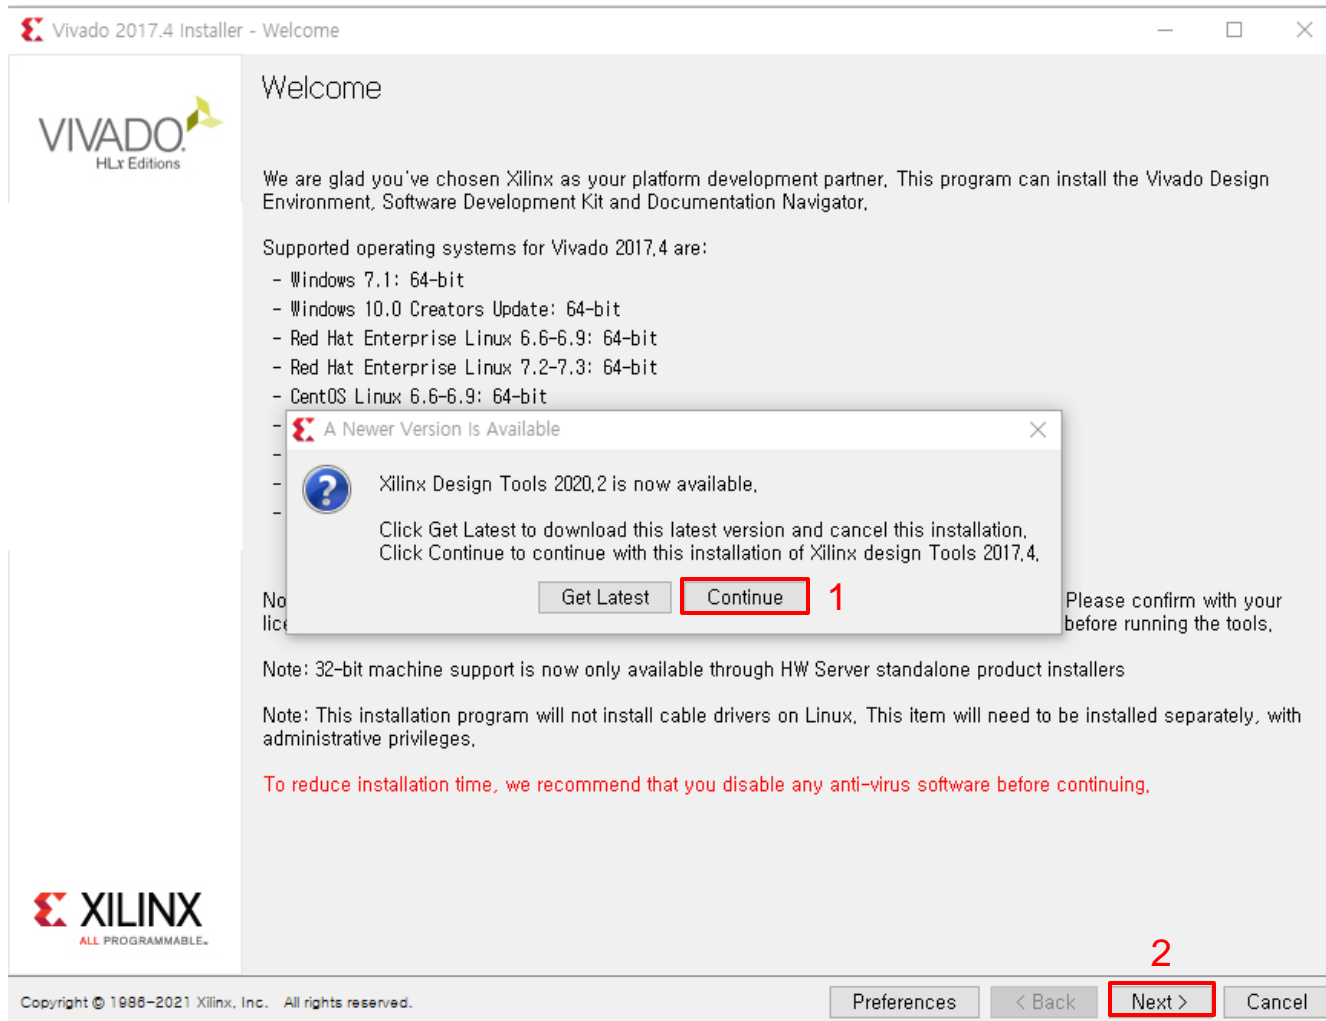 Vivado 2017.4 Installer - Welcome
VIVADO.
HLx Editions
Welcome
We are glad you've chosen Xilinx as your platform development partner. This program can install the Vivado Design
Environment, Software Development Kit and Documentation Navigator.
Supported operating systems for Vivado 2017.4 are:
- Windows 7.1: 64-bit
- Windows 10.0 Creators Update: 64-bit
- Red Hat Enterprise Linux 6.6-6.9: 64-bit
- Red Hat Enterprise Linux 7.2-7.3: 64-bit
- CentOS Linux 6.6-6.9: 64-bit
-
-
-
-
A Newer Version Is Available
Xilinx Design Tools 2020.2 is now available.
Click Get Latest to download this latest version and cancel this installation.
Click Continue to continue with this installation of Xilinx design Tools 2017.4.
Get Latest Continue 1
Please confirm with your
before running the tools.
Note: 32-bit machine support is now only available through HW Server standalone product installers
Note: This installation program will not install cable drivers on Linux. This item will need to be installed separately, with
administrative privileges.
To reduce installation time, we recommend that you disable any anti-virus software before continuing.
XILINX
ALL PROGRAMMABLE.
2
Copyright © 1986-2021 Xilinx, Inc. All rights reserved.
Preferences < Back Next > Cancel